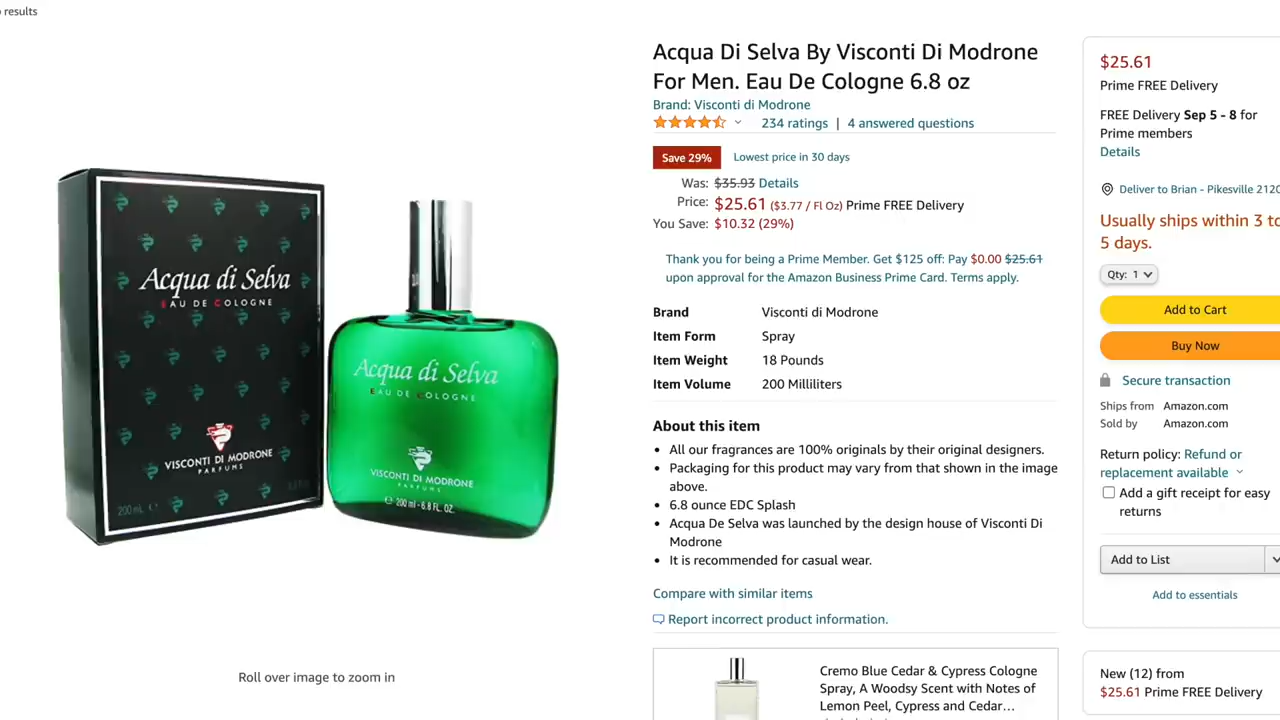 results
Acqua di Selva
EAU DE COLOGNE
VISCONTI DI MODRONE
PARFUMS
200 mL ℮
Acqua di Selva
EAU DE COLOGNE
VISCONTI DI MODRONE
PARFUMS
℮ 200 ml - 6.8 FL. OZ.
Roll over image to zoom in
Acqua Di Selva By Visconti Di Modrone
For Men. Eau De Cologne 6.8 oz
Brand: Visconti di Modrone
234 ratings | 4 answered questions
Save 29% Lowest price in 30 days
Was: $35.93 Details
Price: $25.61 ($3.77 / Fl Oz) Prime FREE Delivery
You Save: $10.32 (29%)
Thank you for being a Prime Member. Get $125 off: Pay $0.00 $25.61
upon approval for the Amazon Business Prime Card. Terms apply.
Brand Visconti di Modrone
Item Form Spray
Item Weight 18 Pounds
Item Volume 200 Milliliters
About this item
• All our fragrances are 100% originals by their original designers.
• Packaging for this product may vary from that shown in the image
above.
• 6.8 ounce EDC Splash
• Acqua De Selva was launched by the design house of Visconti Di
Modrone
• It is recommended for casual wear.
Compare with similar items
Report incorrect product information.
Cremo Blue Cedar & Cypress Cologne
Spray, A Woodsy Scent with Notes of
Lemon Peel, Cypress and Cedar…
$25.61
Prime FREE Delivery
FREE Delivery Sep 5 - 8 for
Prime members
Details
Deliver to Brian - Pikesville 2120
Usually ships within 3 to
5 days.
Qty: 1
Add to Cart
Buy Now
Secure transaction
Ships from Amazon.com
Sold by Amazon.com
Return policy: Refund or
replacement available
Add a gift receipt for easy
returns
Add to List
Add to essentials
New (12) from
$25.61 Prime FREE Delivery